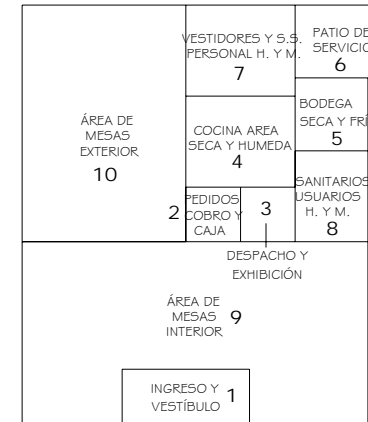 VESTIDORES Y S.S.
PERSONAL H. Y M.
7
PATIO DE
SERVICIO
6
ÁREA DE
MESAS
EXTERIOR
10
COCINA AREA
SECA Y HUMEDA
4
BODEGA
SECA Y FRÍ
5
2
PEDIDOS
COBRO Y
CAJA
3
SANITARIOS
USUARIOS
H. Y M.
8
DESPACHO Y
EXHIBICIÓN
ÁREA DE
MESAS
INTERIOR
9
INGRESO Y
VESTÍBULO
1